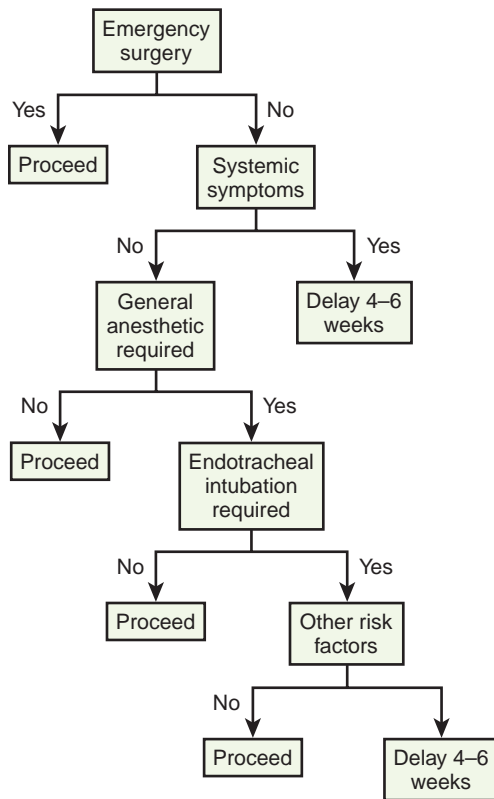 Emergency
surgery
Yes
No
Proceed
Systemic
symptoms
No
Yes
General
anesthetic
required
Delay 4–6
weeks
No
Yes
Proceed
Endotracheal
intubation
required
No
Yes
Proceed
Other risk
factors
No
Yes
Proceed
Delay 4–6
weeks